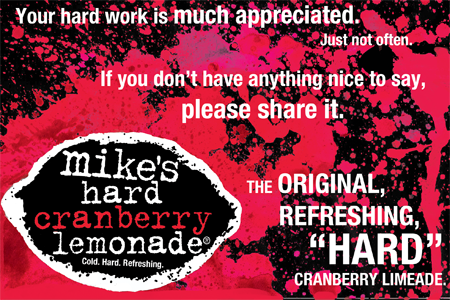 Your hard work is much appreciated.
Just not often.
If you don't have anything nice to say,
please share it.
mike's
hard
cranberry
lemonade®
Cold. Hard. Refreshing.
THE ORIGINAL,
REFRESHING,
“HARD”
CRANBERRY LIMEADE.